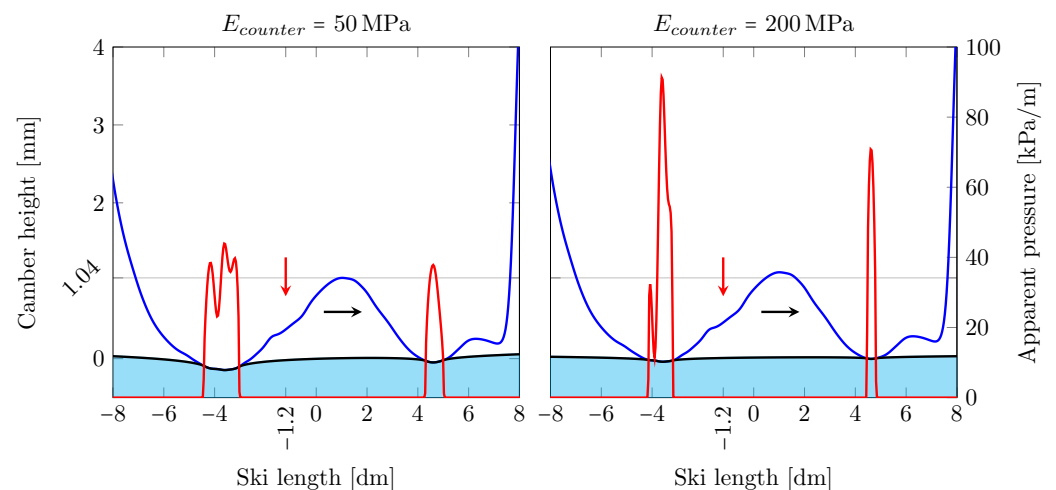 E_counter = 50 MPa
E_counter = 200 MPa
Camber height [mm]
4
3
2
1.04
0
−8 −6 −4 −2 −1.2 0 2 4 6 8
Ski length [dm]
−8 −6 −4 −2 −1.2 0 2 4 6 8
Ski length [dm]
100
80
60
40
20
0
Apparent pressure [kPa/m]